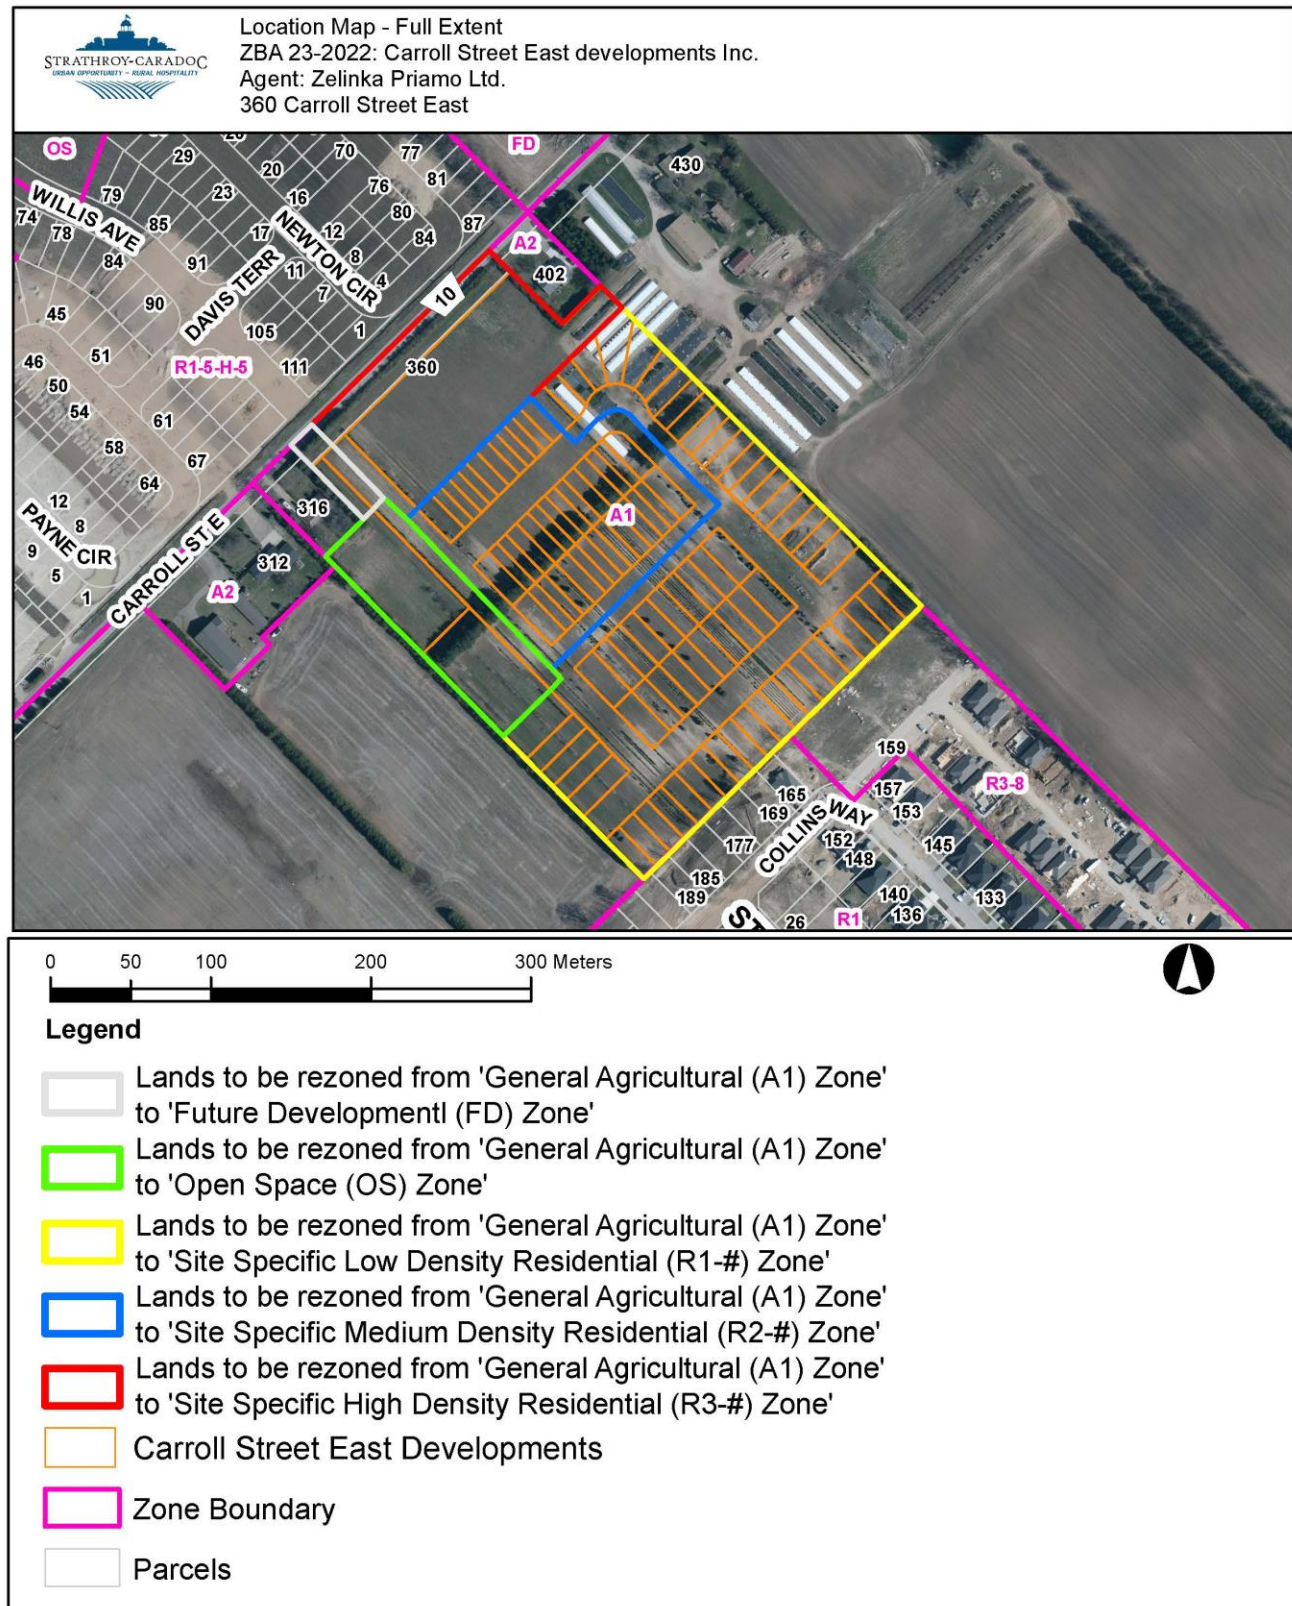 STRATHROY-CARADOC
URBAN OPPORTUNITY ~ RURAL HOSPITALITY
Location Map - Full Extent
ZBA 23-2022: Carroll Street East developments Inc.
Agent: Zelinka Priamo Ltd.
360 Carroll Street East
OS
29
20
70
77
FD
430
79
23
16
76
81
WILLIS AVE
74
78
85
17
NEWTON CIR
12
80
84
87
A2
402
84
91
DAVIS TERR
11
8
4
7
10
45
90
105
1
360
46
51
R1-5-H-5
111
50
54
61
58
67
64
12
8
PAYNE CIR
9
5
1
CARROLL ST E
316
312
A2
A1
159
R3-8
165
157
169
COLLINS WAY
153
177
152
148
145
185
189
140
133
136
26
R1
ST
0 50 100 200 300 Meters
Legend
Lands to be rezoned from 'General Agricultural (A1) Zone'
to 'Future Developmentl (FD) Zone'
Lands to be rezoned from 'General Agricultural (A1) Zone'
to 'Open Space (OS) Zone'
Lands to be rezoned from 'General Agricultural (A1) Zone'
to 'Site Specific Low Density Residential (R1-#) Zone'
Lands to be rezoned from 'General Agricultural (A1) Zone'
to 'Site Specific Medium Density Residential (R2-#) Zone'
Lands to be rezoned from 'General Agricultural (A1) Zone'
to 'Site Specific High Density Residential (R3-#) Zone'
Carroll Street East Developments
Zone Boundary
Parcels